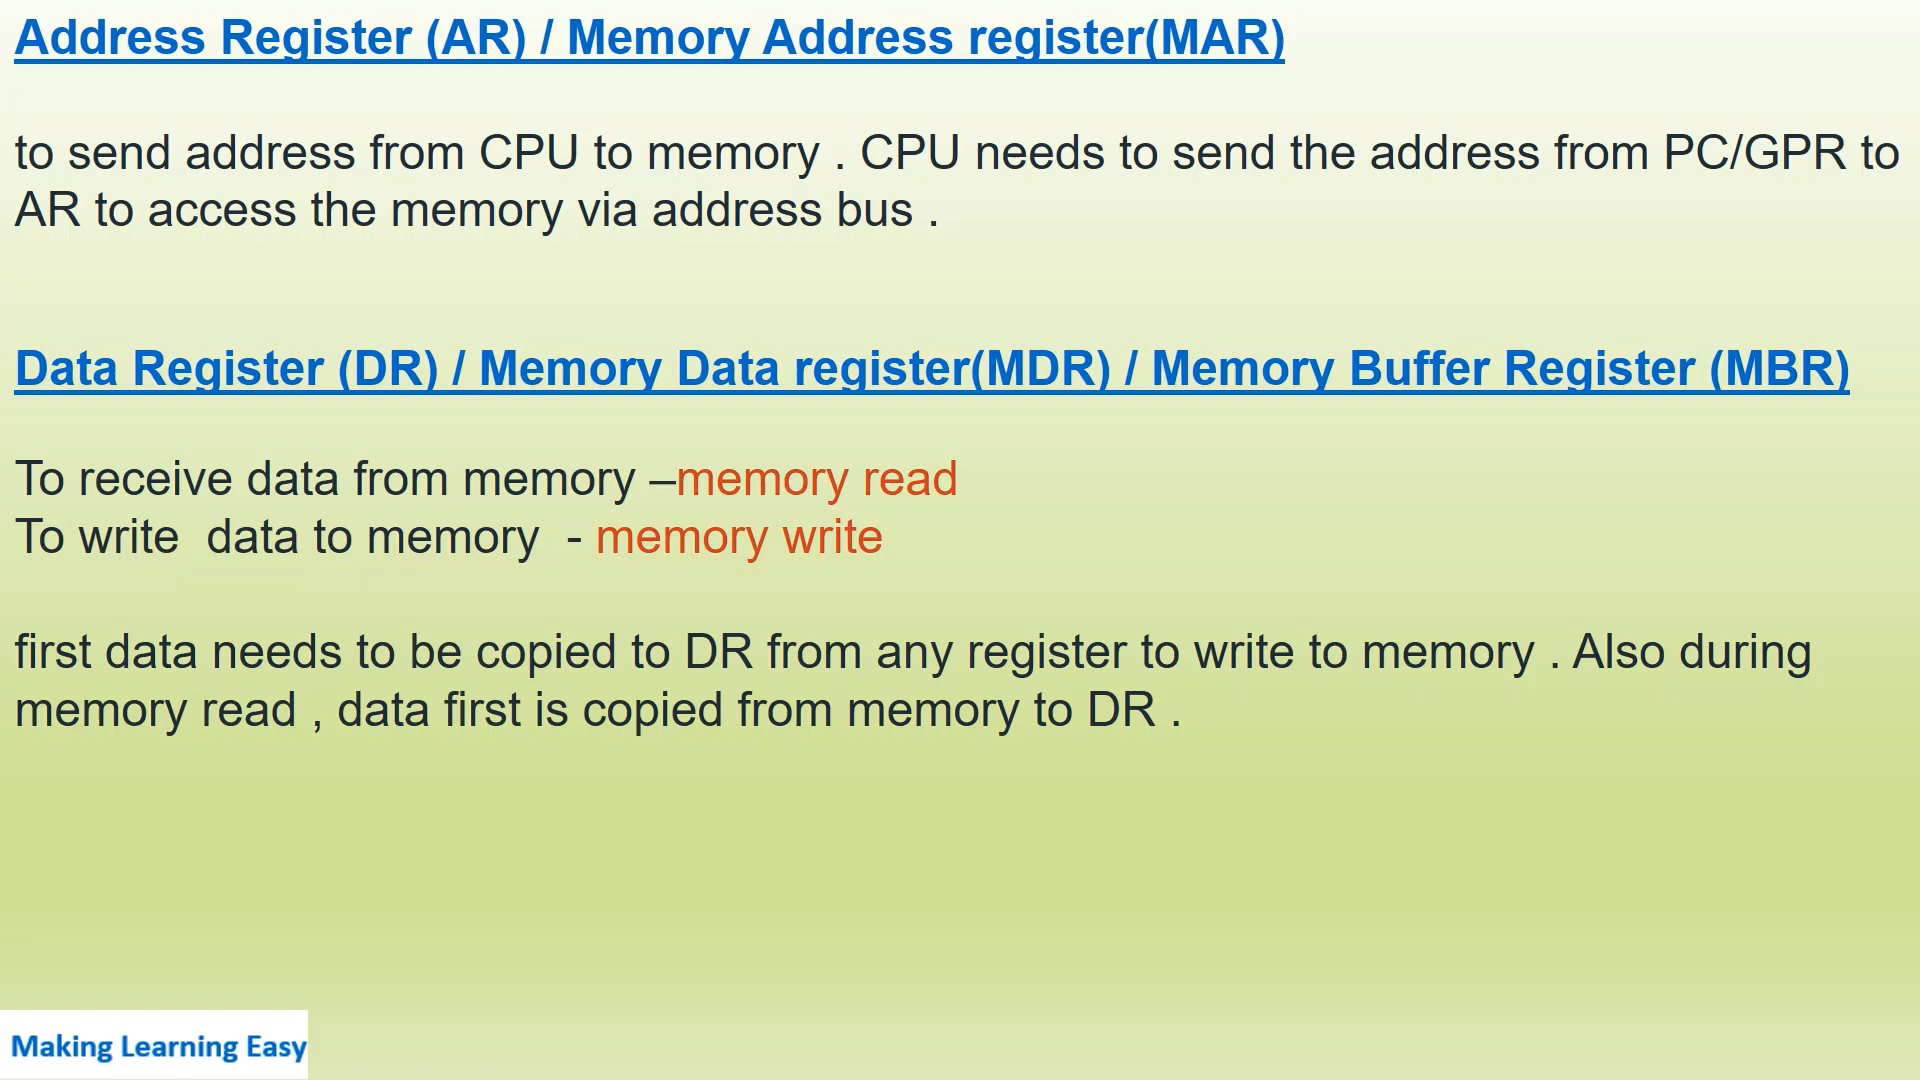 Address Register (AR) / Memory Address register(MAR)
to send address from CPU to memory . CPU needs to send the address from PC/GPR to
AR to access the memory via address bus .
Data Register (DR) / Memory Data register(MDR) / Memory Buffer Register (MBR)
To receive data from memory –memory read
To write  data to memory  - memory write
first data needs to be copied to DR from any register to write to memory . Also during
memory read , data first is copied from memory to DR .
Making Learning Easy